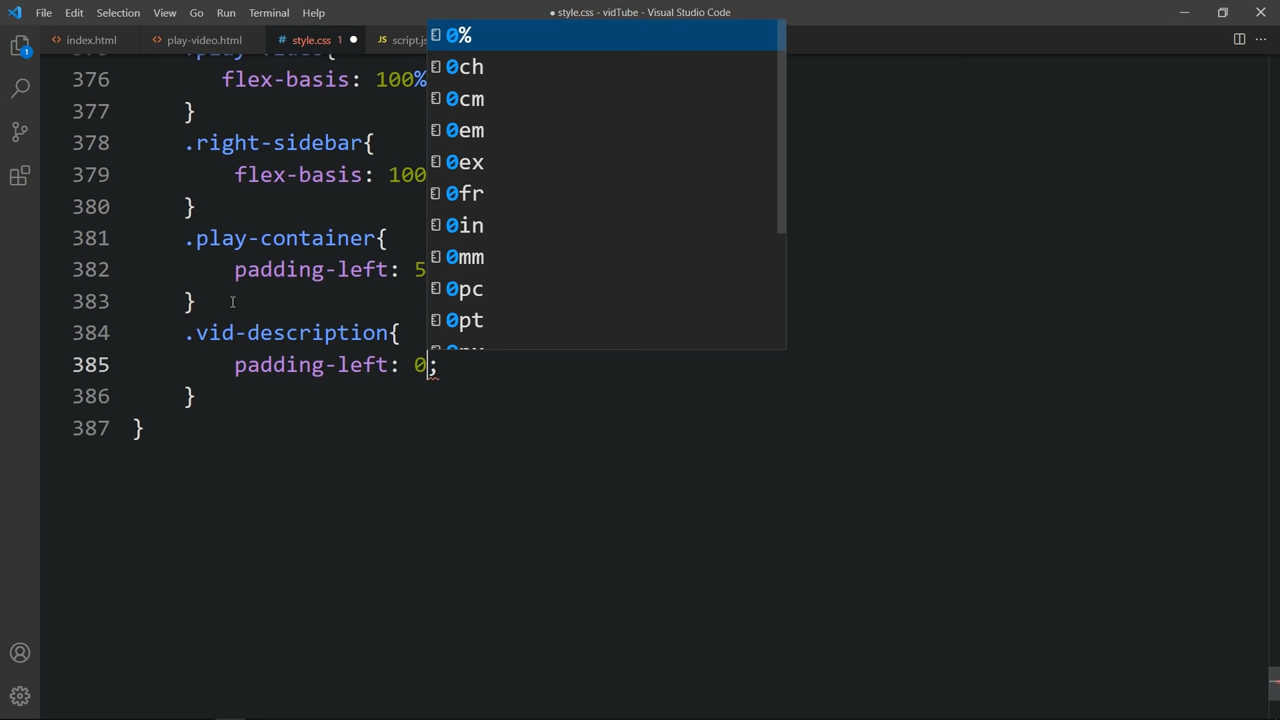 File Edit Selection View Go Run Terminal Help
● style.css - vidTube - Visual Studio Code
index.html
play-video.html
# style.css 1 ●
JS script.js
1
376 flex-basis: 100%
377 }
378 .right-sidebar{
379 flex-basis: 100
380 }
381 .play-container{
382 padding-left: 5
383 }
384 .vid-description{
385 padding-left: 0;
386 }
387 }
0%
0ch
0cm
0em
0ex
0fr
0in
0mm
0pc
0pt